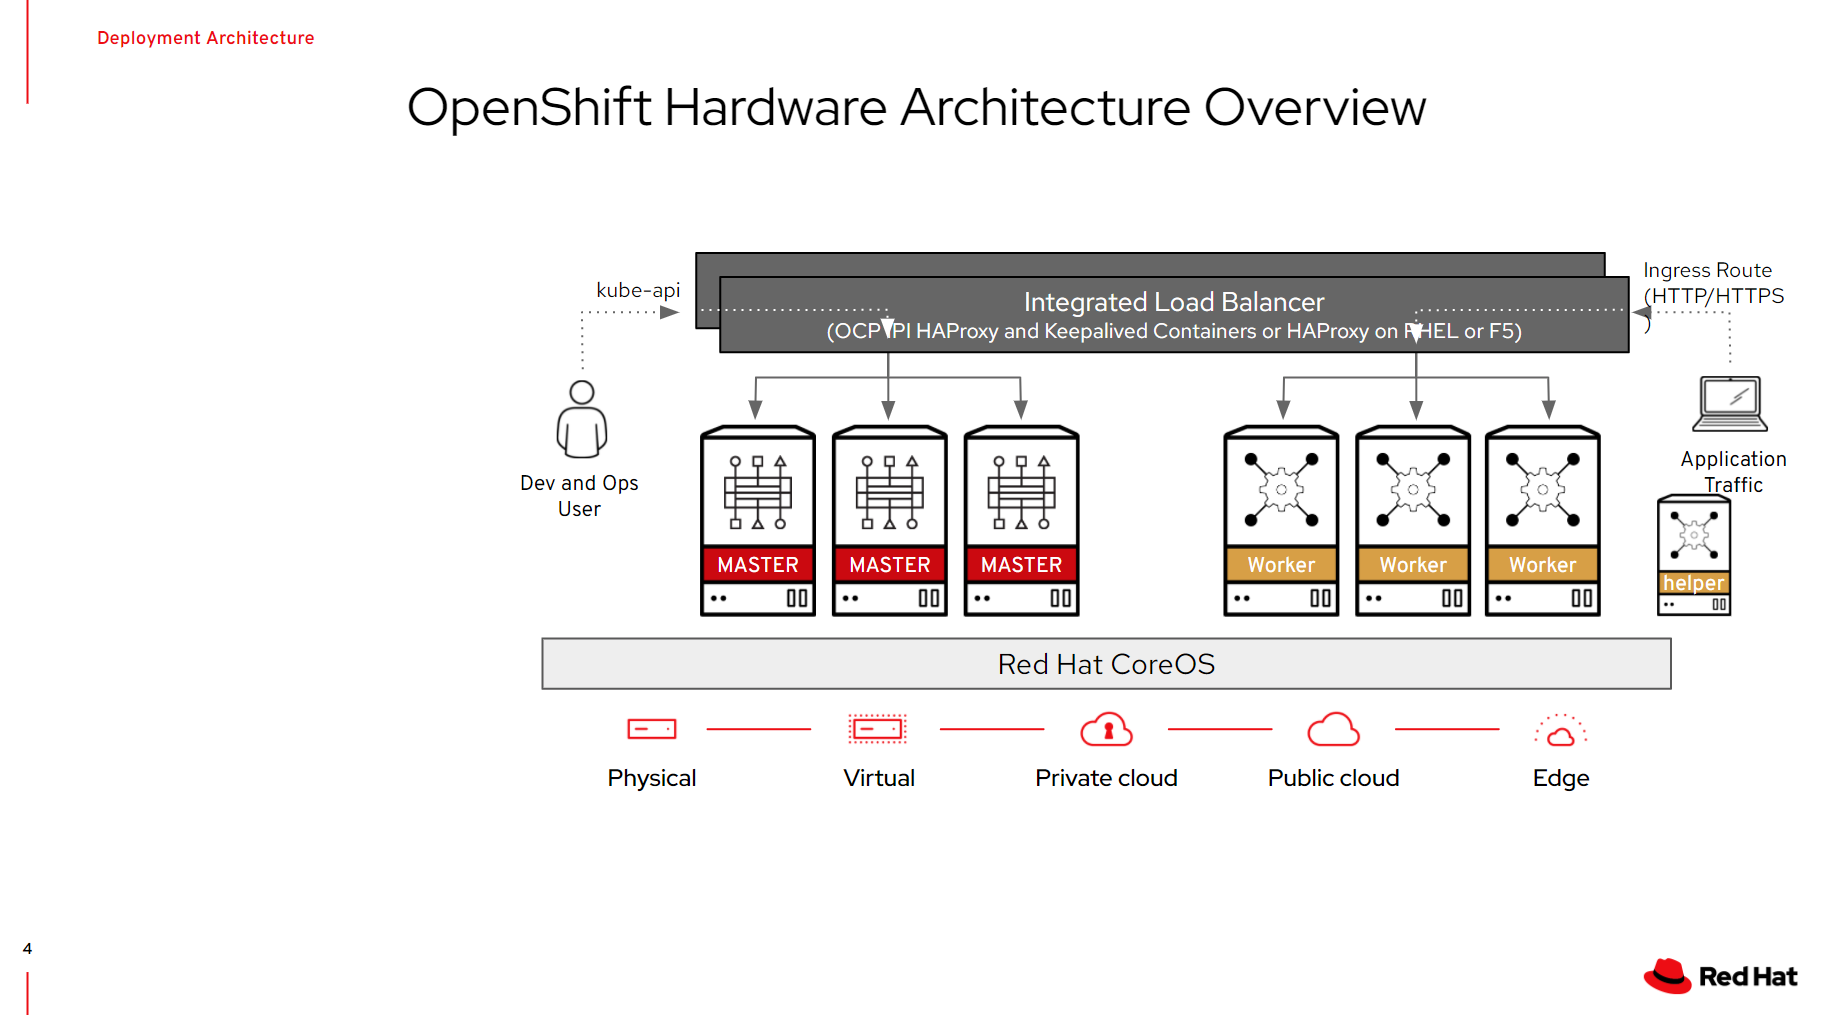 Deployment Architecture
OpenShift Hardware Architecture Overview
kube-api
Integrated Load Balancer
(OCP IPI HAProxy and Keepalived Containers or HAProxy on RHEL or F5)
Ingress Route
(HTTP/HTTPS
)
Dev and Ops
User
Application
Traffic
MASTER
MASTER
MASTER
Worker
Worker
Worker
helper
Red Hat CoreOS
Physical
Virtual
Private cloud
Public cloud
Edge
4
Red Hat